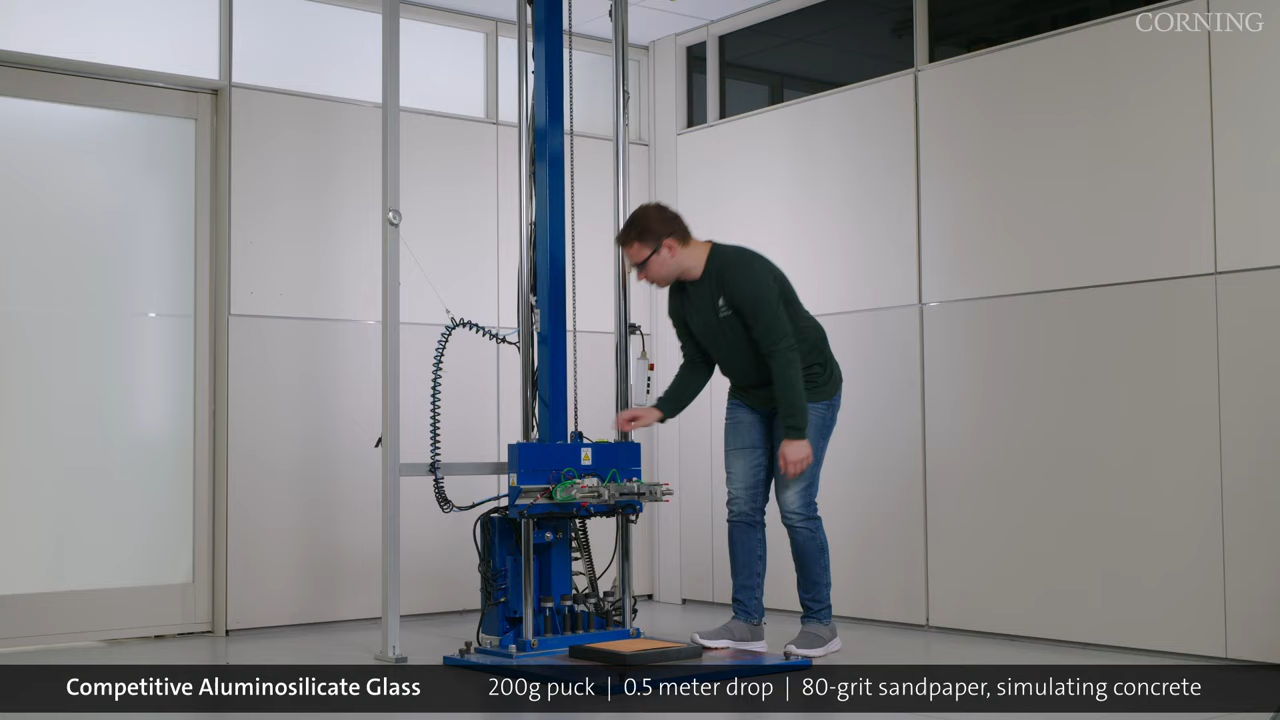 CORNING
Competitive Aluminosilicate Glass
200g puck | 0.5 meter drop | 80-grit sandpaper, simulating concrete